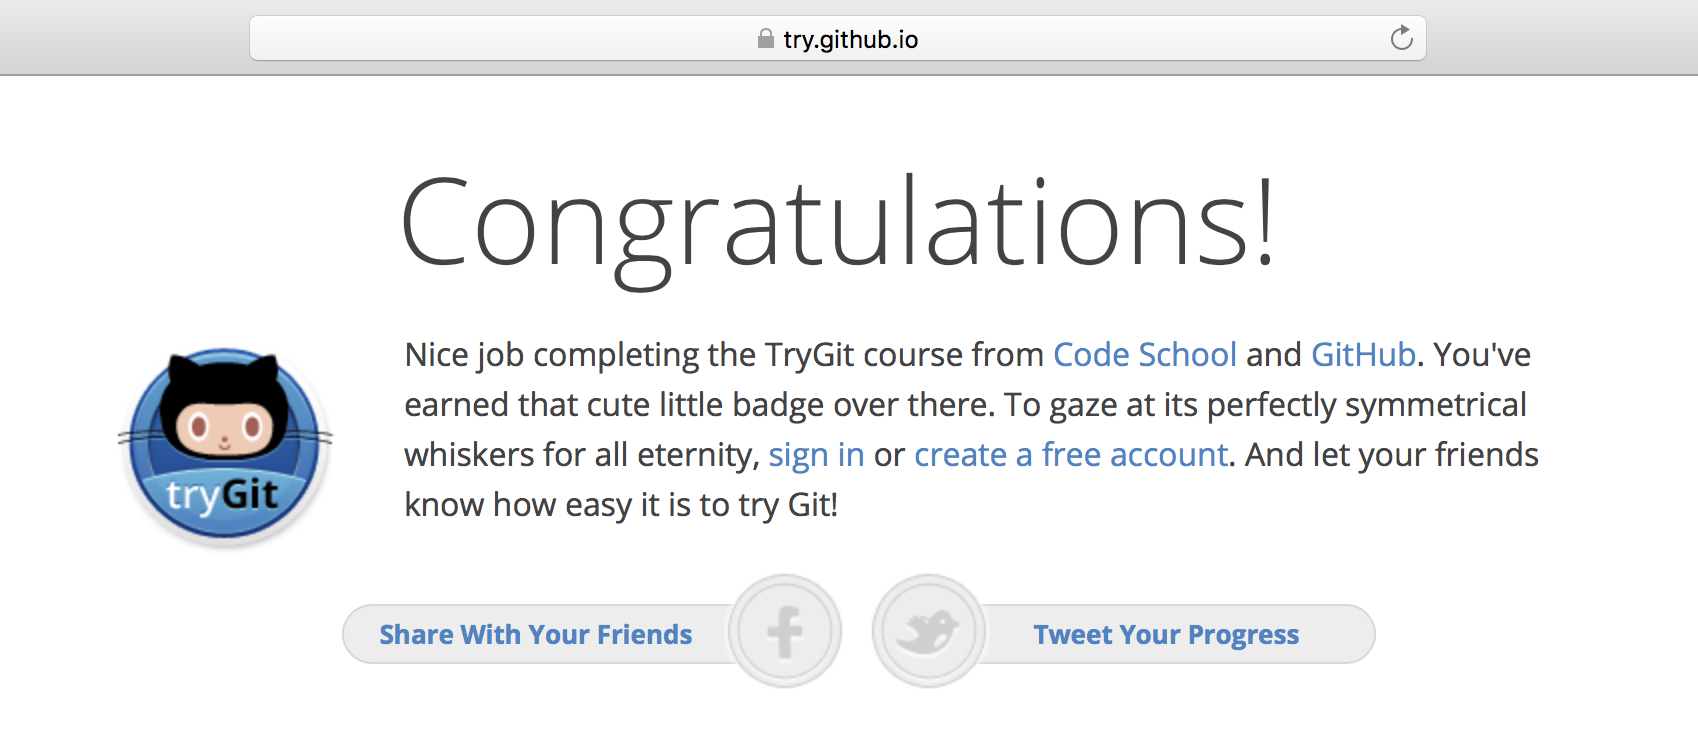 try.github.io
Congratulations!
Nice job completing the TryGit course from Code School and GitHub. You've
earned that cute little badge over there. To gaze at its perfectly symmetrical
whiskers for all eternity, sign in or create a free account. And let your friends
know how easy it is to try Git!
tryGit
Share With Your Friends
Tweet Your Progress